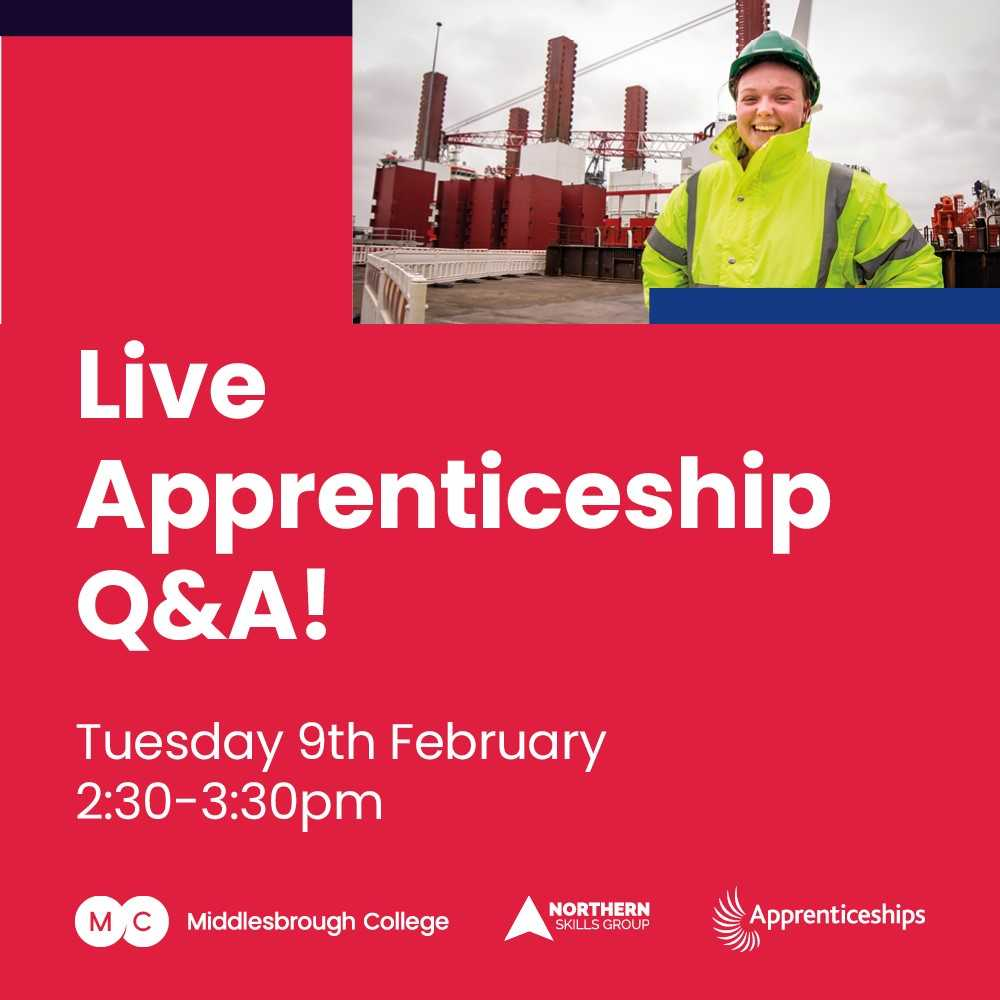 Live
Apprenticeship
Q&A!
Tuesday 9th February
2:30-3:30pm
MC Middlesbrough College
NORTHERN
SKILLS GROUP
Apprenticeships